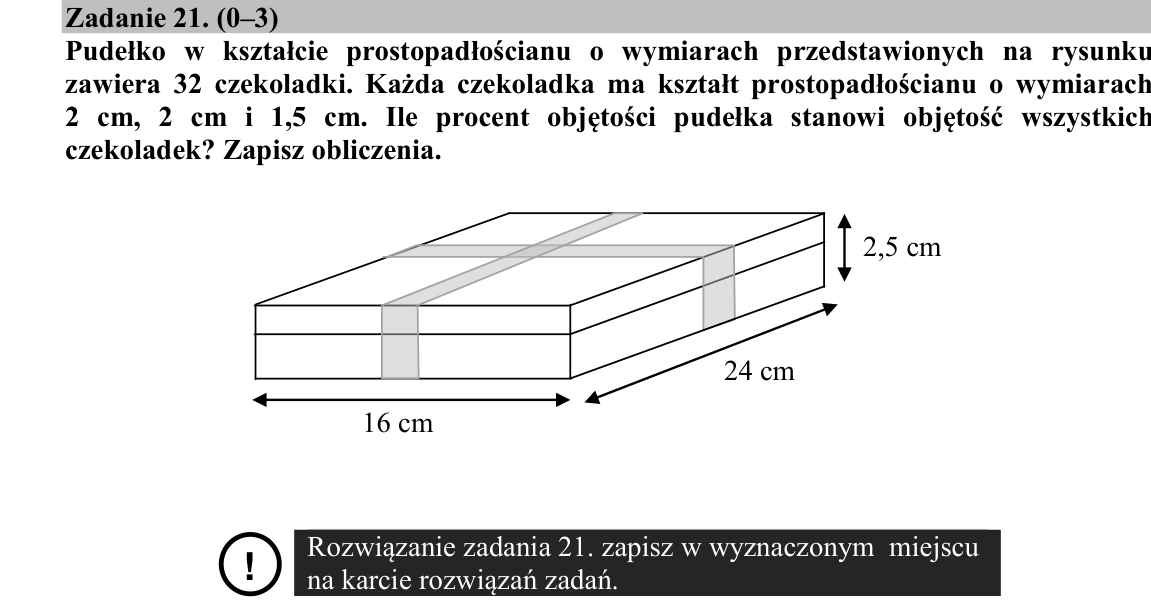 Zadanie 21. (0–3)
Pudełko w kształcie prostopadłościanu o wymiarach przedstawionych na rysunku
zawiera 32 czekoladki. Każda czekoladka ma kształt prostopadłościanu o wymiarach
2 cm, 2 cm i 1,5 cm. Ile procent objętości pudełka stanowi objętość wszystkich
czekoladek? Zapisz obliczenia.
2,5 cm
24 cm
16 cm
!
Rozwiązanie zadania 21. zapisz w wyznaczonym miejscu
na karcie rozwiązań zadań.